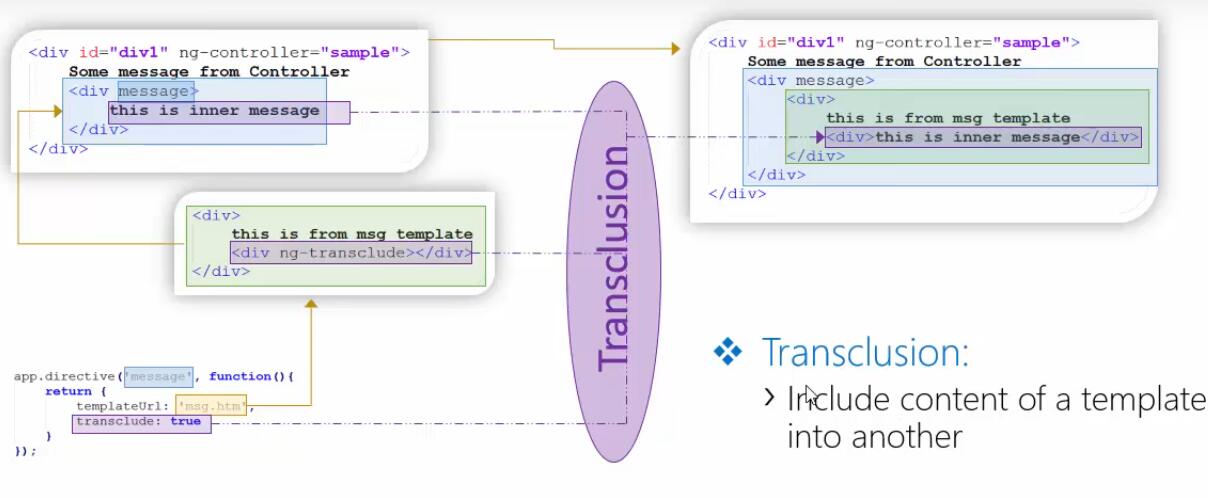 <div id="div1" ng-controller="sample">
Some message from Controller
<div message>
this is inner message
</div>
</div>
<div>
this is from msg template
<div ng-transclude></div>
</div>
app.directive('message', function(){
return {
templateUrl: 'msg.htm',
transclude: true
}
});
Transclusion
<div id="div1" ng-controller="sample">
Some message from Controller
<div message>
<div>
this is from msg template
<div>this is inner message</div>
</div>
</div>
</div>
Transclusion:
Include content of a template
into another